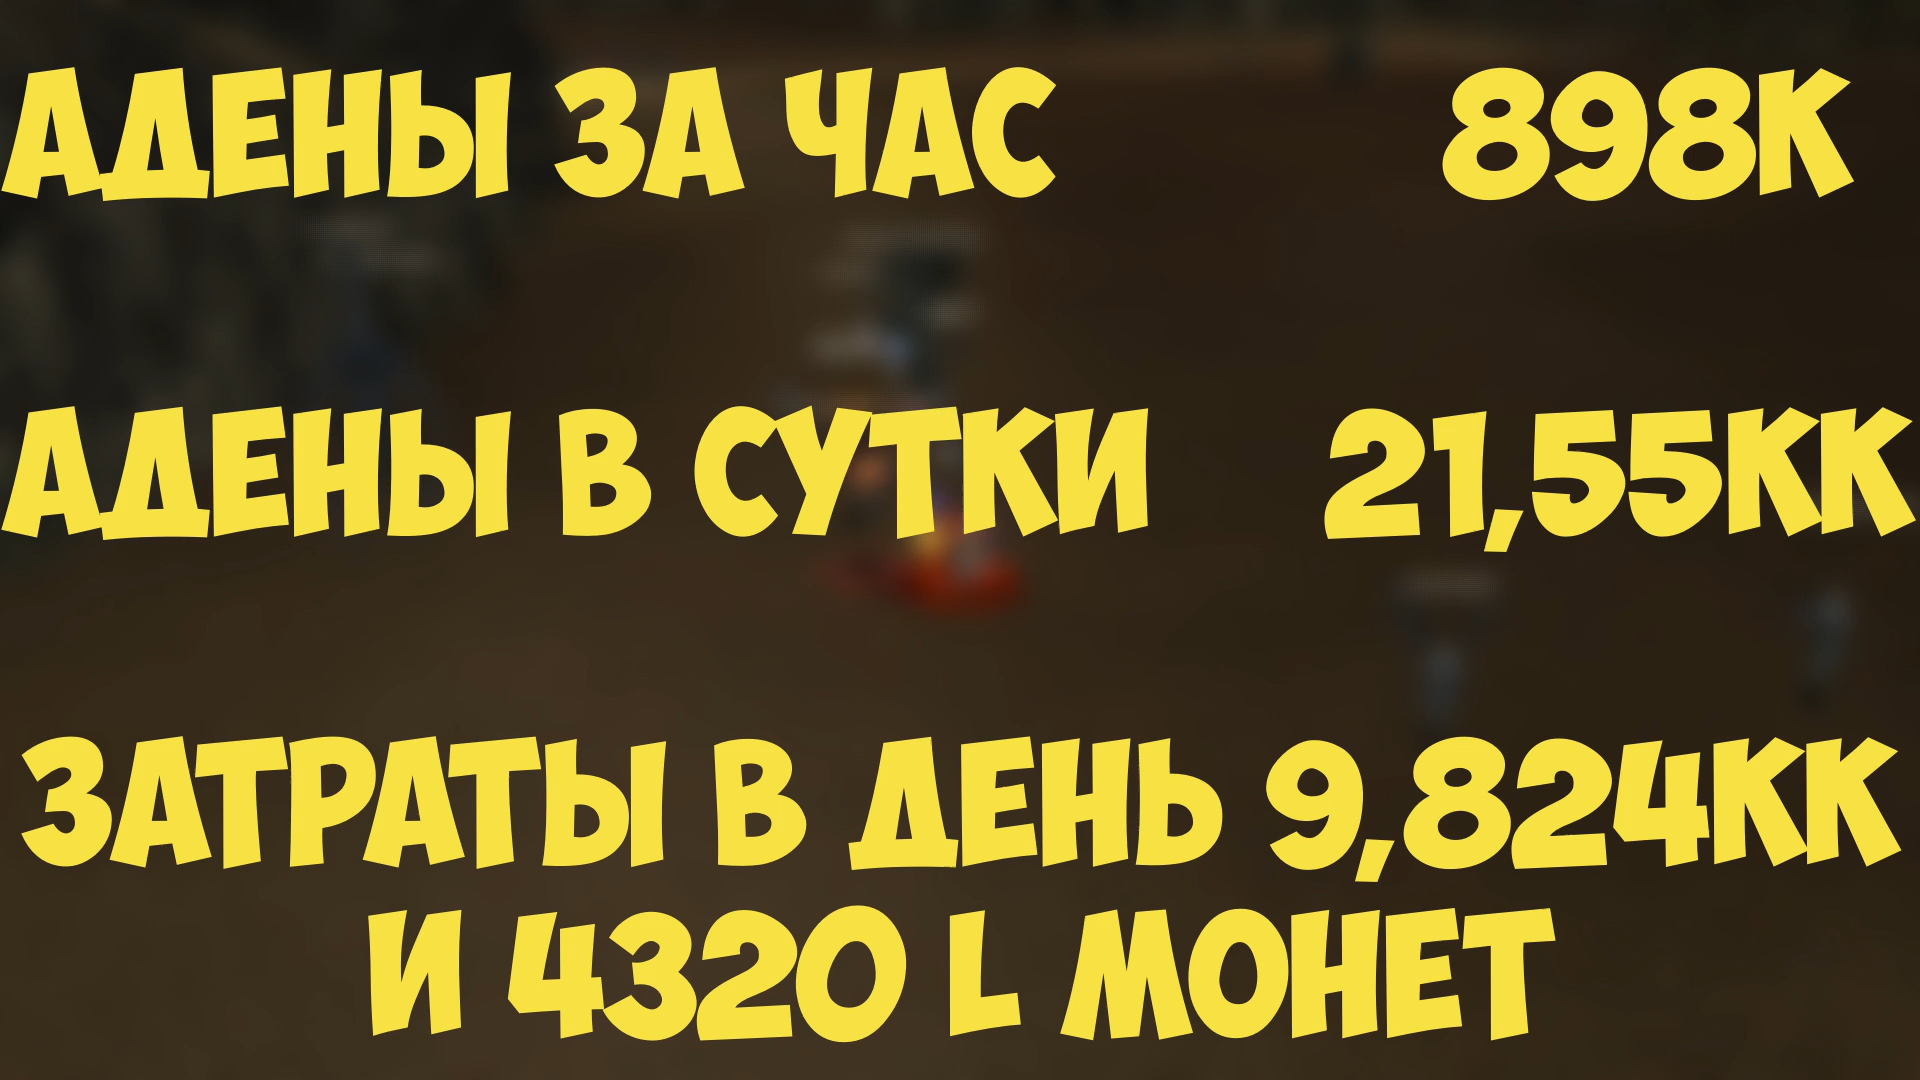 АДЕНЫ ЗА ЧАС 898К
АДЕНЫ В СУТКИ 21,55КК
ЗАТРАТЫ В ДЕНЬ 9,824КК
И 4320 L МОНЕТ